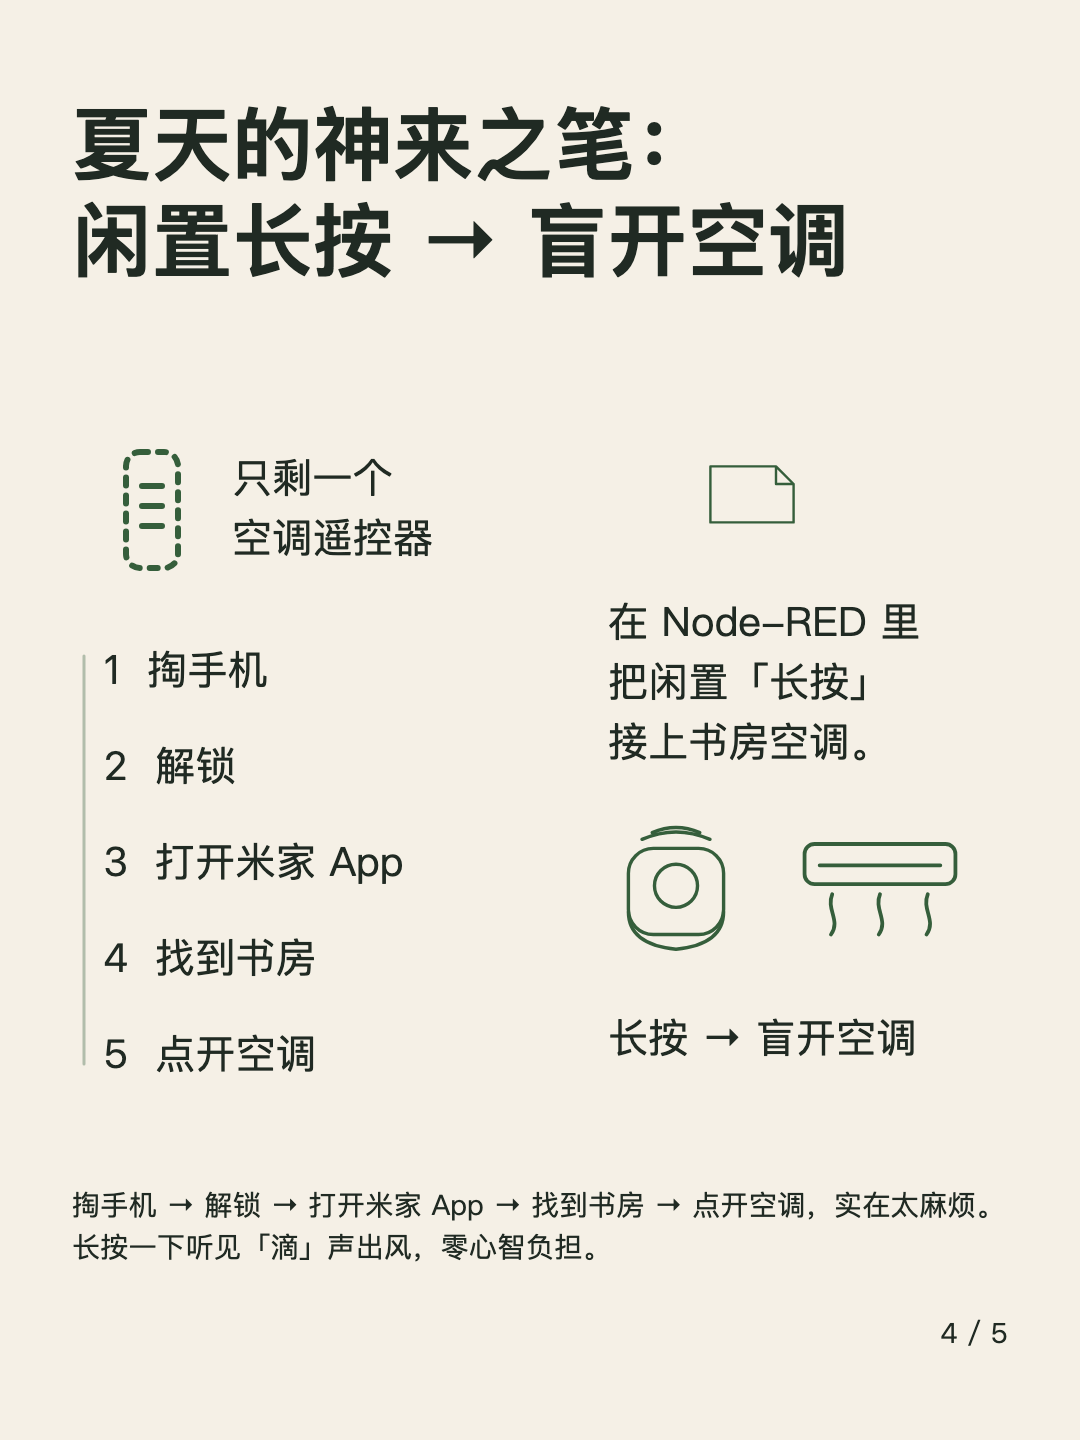 夏天的神来之笔：
闲置长按 → 盲开空调
只剩一个
空调遥控器
1 掏手机
2 解锁
3 打开米家 App
4 找到书房
5 点开空调
在 Node–RED 里
把闲置「长按」
接上书房空调。
长按 → 盲开空调
掏手机 → 解锁 → 打开米家 App → 找到书房 → 点开空调，实在太麻烦。
长按一下听见「滴」声出风，零心智负担。
4 / 5